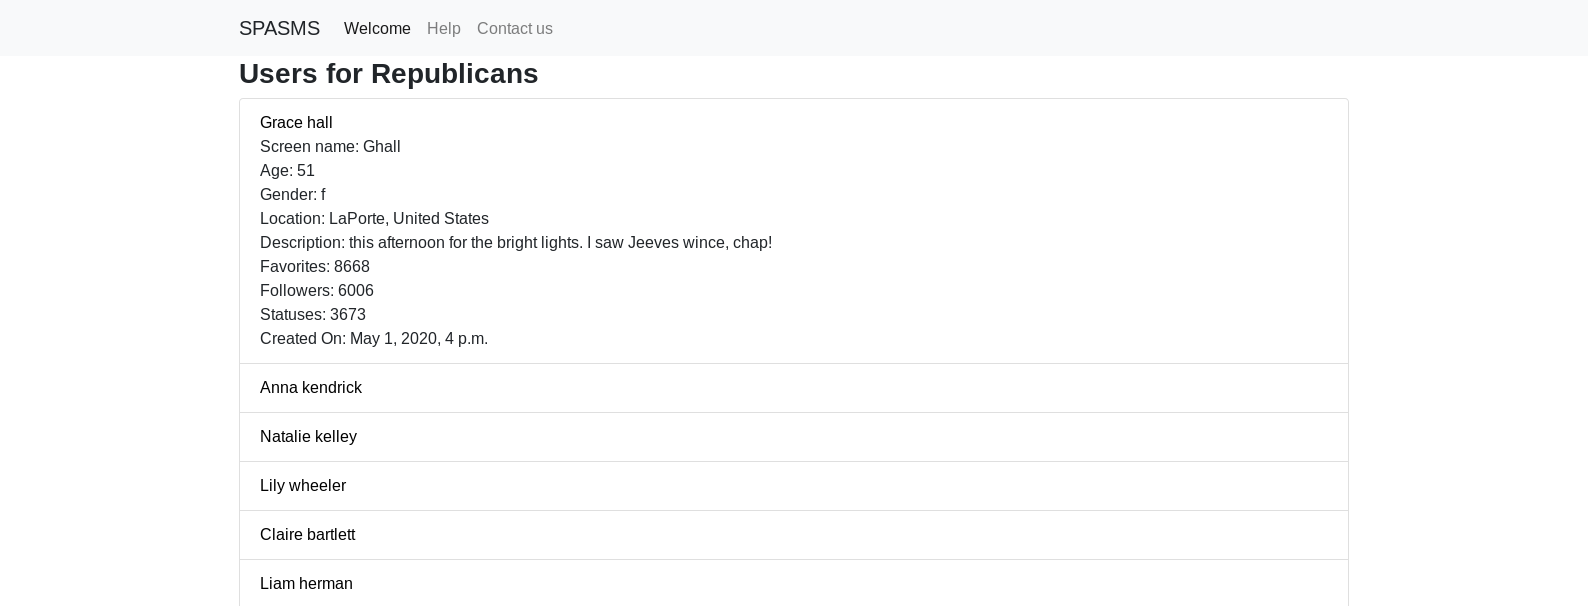 SPASMS Welcome Help Contact us
Users for Republicans
Grace hall
Screen name: Ghall
Age: 51
Gender: f
Location: LaPorte, United States
Description: this afternoon for the bright lights. I saw Jeeves wince, chap!
Favorites: 8668
Followers: 6006
Statuses: 3673
Created On: May 1, 2020, 4 p.m.
Anna kendrick
Natalie kelley
Lily wheeler
Claire bartlett
Liam herman